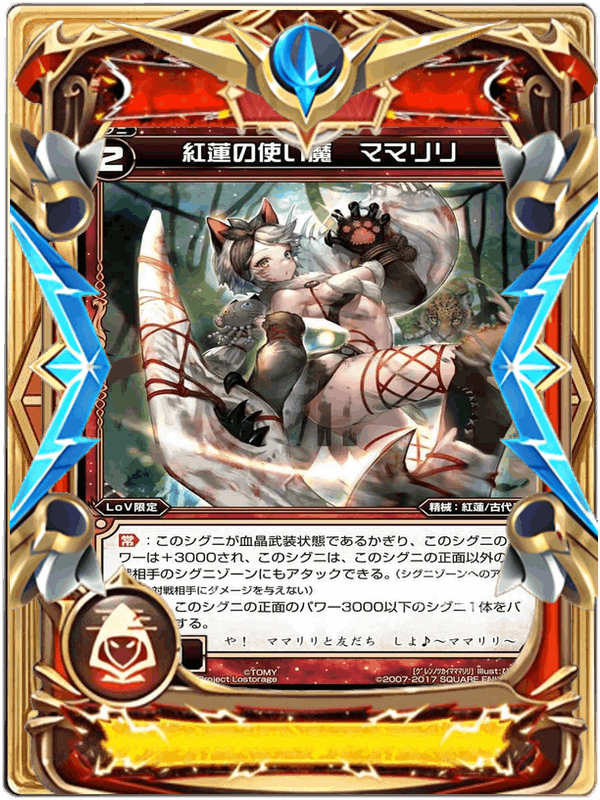 2
紅蓮の使い魔 ママリリ
LoV限定
精械：紅蓮/古代
常：このシグニが血晶武装状態であるかぎり、このシグニの
ワーは＋3000され、このシグニは、このシグニの正面以外の
戦相手のシグニゾーンにもアタックできる。（シグニゾーンへのア
対戦相手にダメージを与えない）
このシグニの正面のパワー3000以下のシグニ1体をバ
する。
や！ ママリリと友だち しよ♪～ママリリ～
©TOMY
Project Lostorage
[グレンノツカイマママリリ] Illust:
©2007-2017 SQUARE ENIX